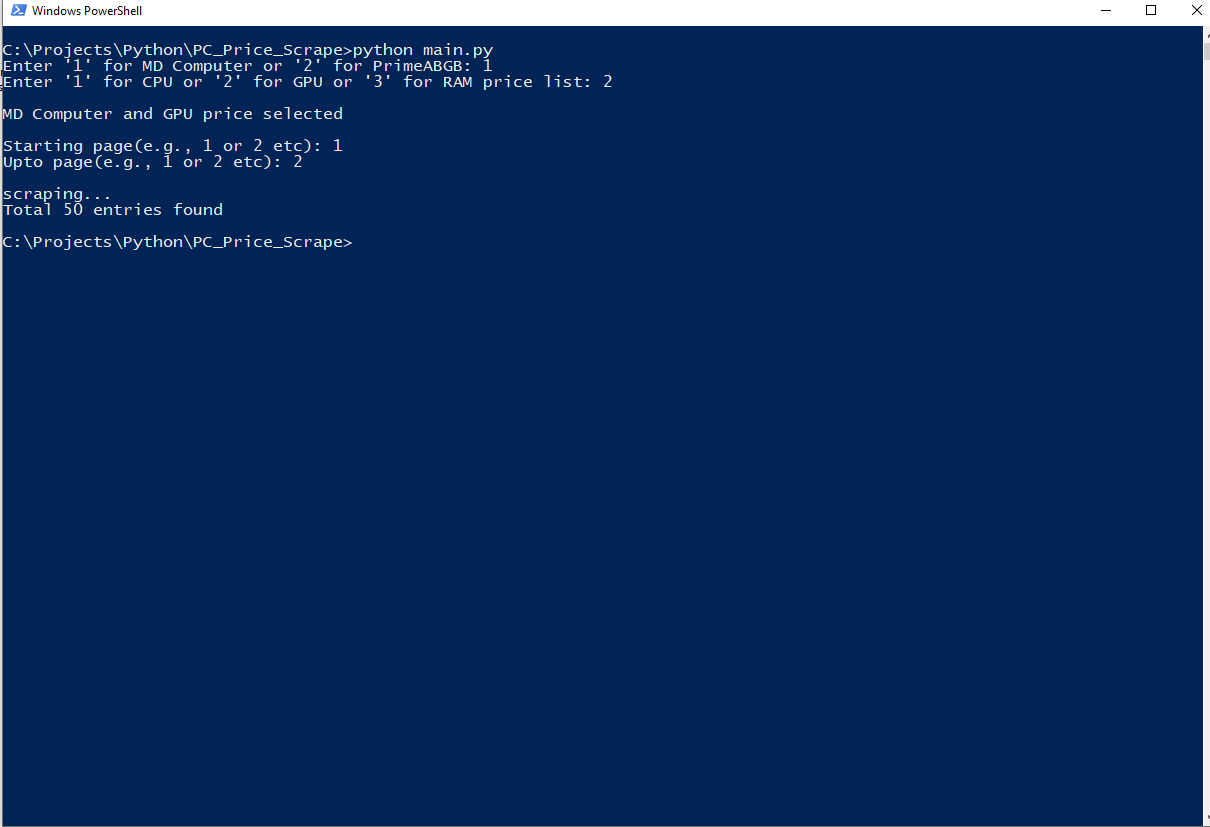 Windows PowerShell
C:\Projects\Python\PC_Price_Scrape>python main.py
Enter '1' for MD Computer or '2' for PrimeABGB: 1
Enter '1' for CPU or '2' for GPU or '3' for RAM price list: 2
MD Computer and GPU price selected
Starting page(e.g., 1 or 2 etc): 1
Upto page(e.g., 1 or 2 etc): 2
scraping...
Total 50 entries found
C:\Projects\Python\PC_Price_Scrape>